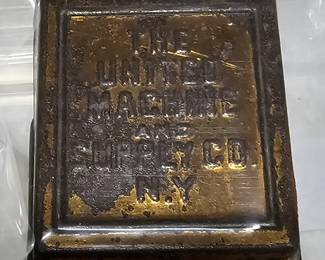 THE
UNITED
MACHINE
AND
SUPPLY CO.
N.Y